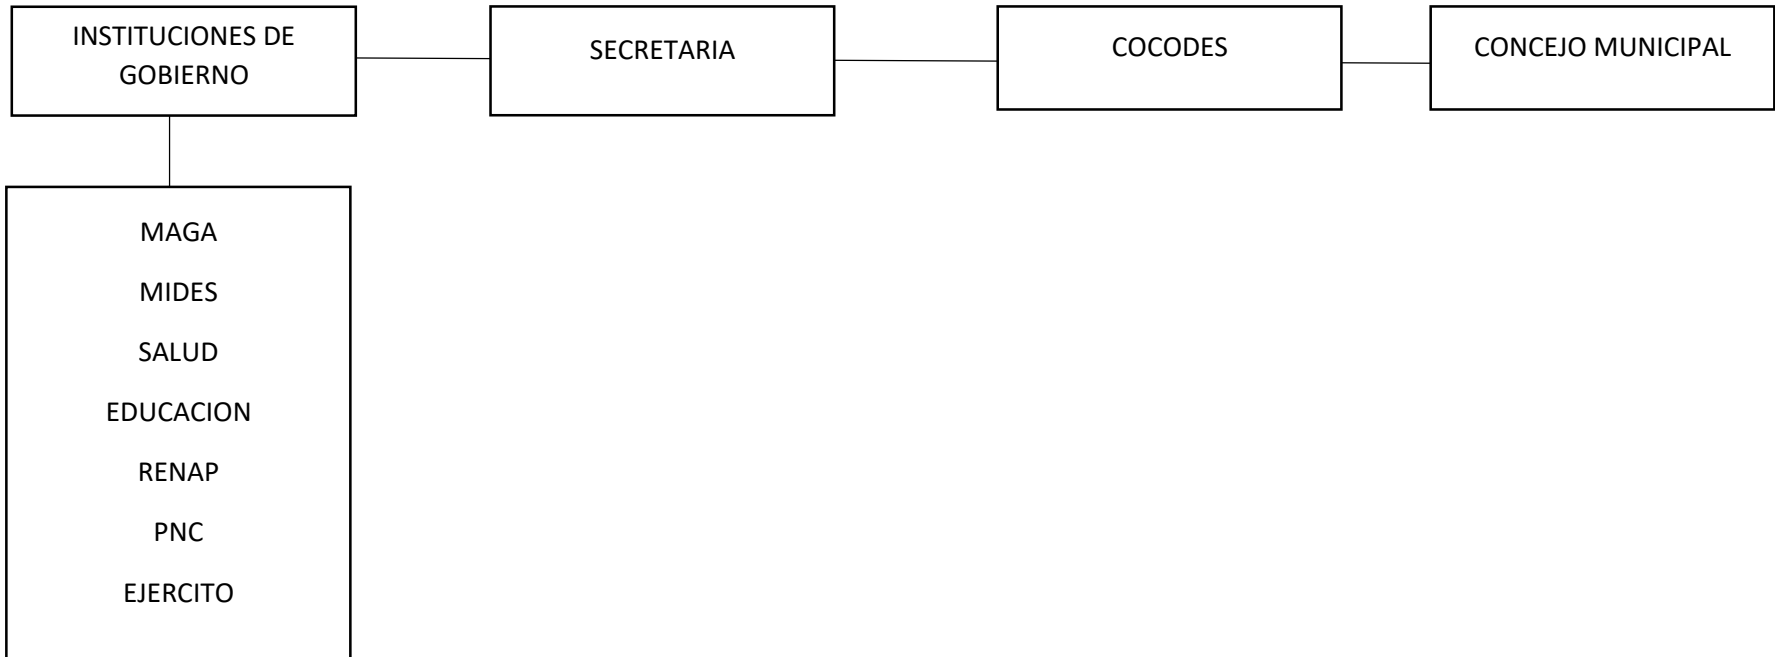 INSTITUCIONES DE
GOBIERNO
SECRETARIA
COCODES
CONCEJO MUNICIPAL
MAGA
MIDES
SALUD
EDUCACION
RENAP
PNC
EJERCITO